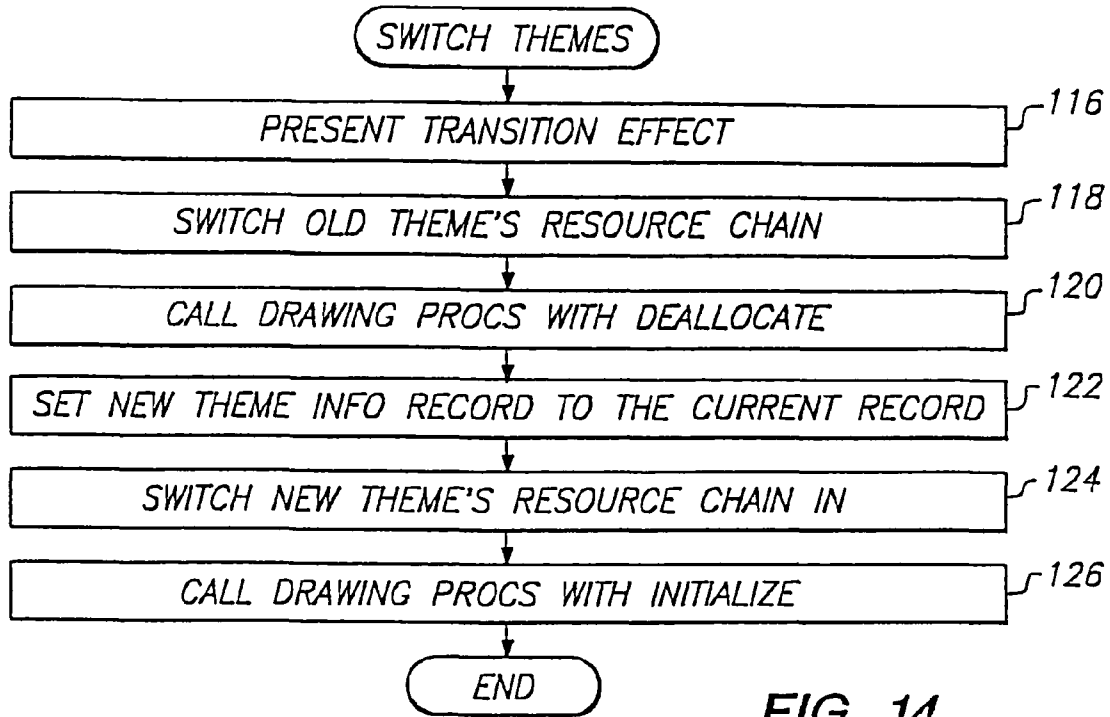 SWITCH THEMES
PRESENT TRANSITION EFFECT
116
SWITCH OLD THEME'S RESOURCE CHAIN
118
CALL DRAWING PROCS WITH DEALLOCATE
120
SET NEW THEME INFO RECORD TO THE CURRENT RECORD
122
SWITCH NEW THEME'S RESOURCE CHAIN IN
124
CALL DRAWING PROCS WITH INITIALIZE
126
END
FIG. 14